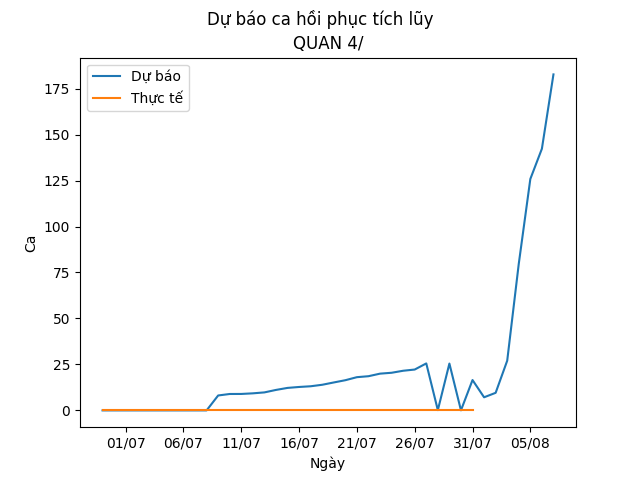 Dự báo ca hồi phục tích lũy
QUAN 4/
Dự báo
Thực tế
175
150
125
100
75
50
25
0
Ca
01/07 06/07 11/07 16/07 21/07 26/07 31/07 05/08
Ngày